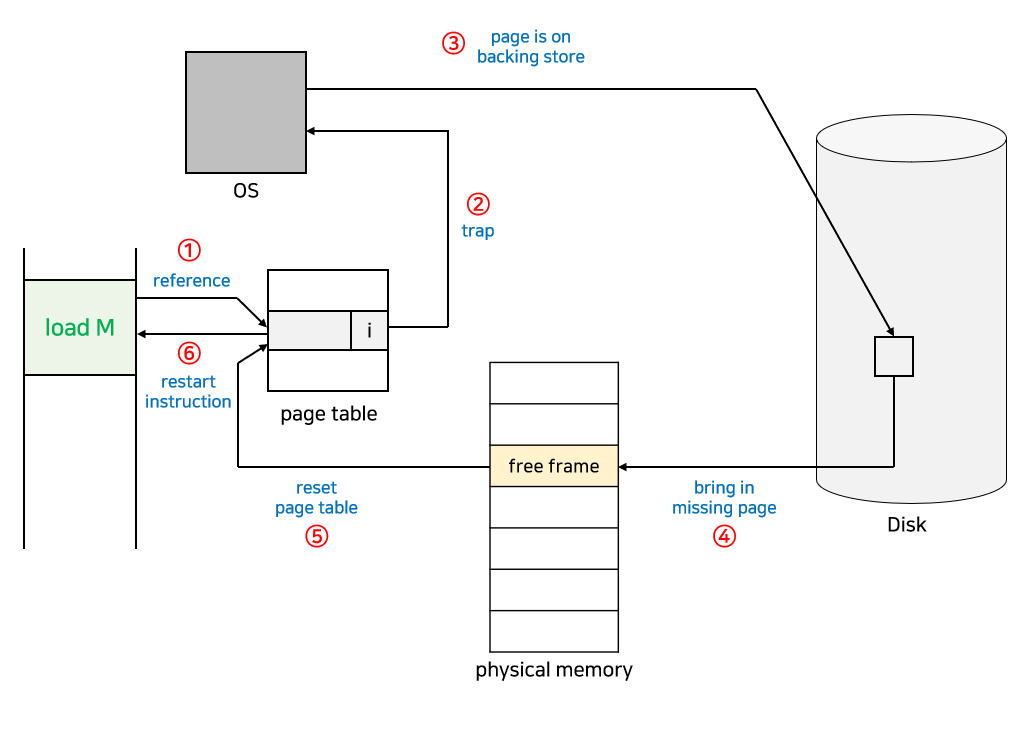 ③ page is on
backing store
OS
②
trap
①
reference
load M
i
⑥
restart
instruction
page table
free frame
reset
page table
⑤
bring in
missing page
④
Disk
physical memory